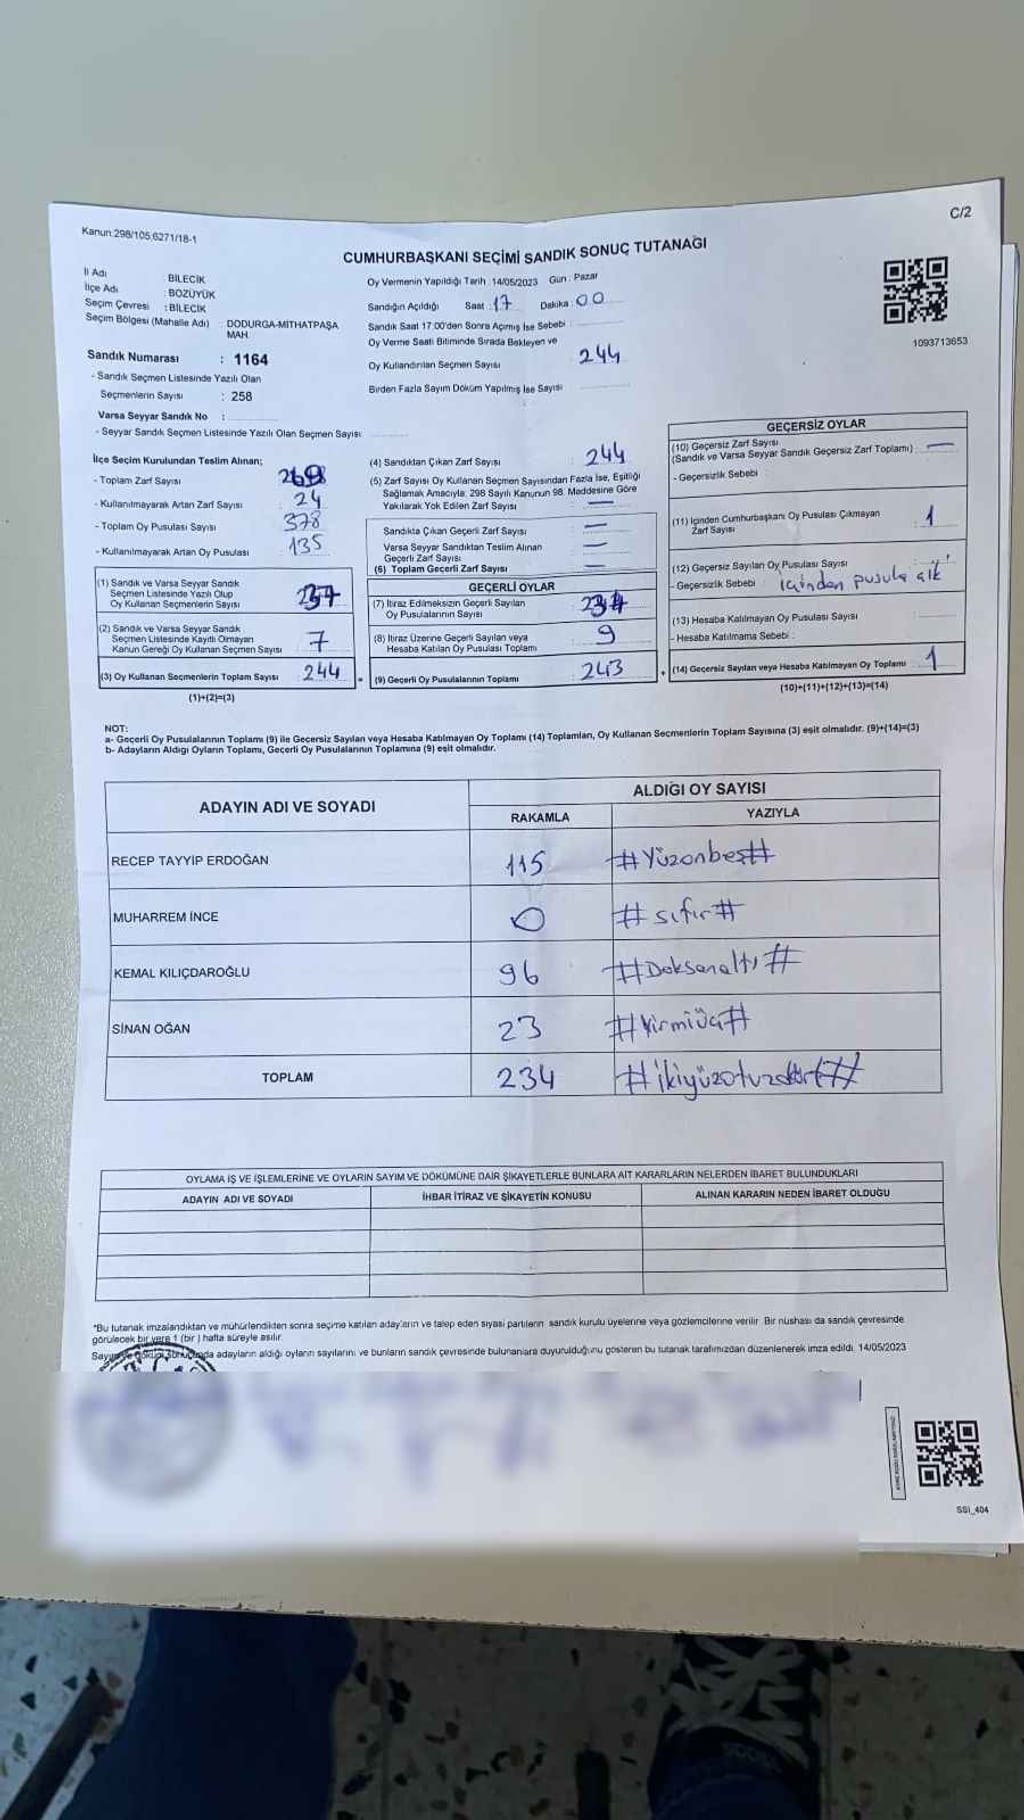 C/2
Kanun:298/105;6271/18-1
CUMHURBAŞKANI SEÇİMİ SANDIK SONUÇ TUTANAĞI
İl Adı : BİLECİK
İlçe Adı : BOZÜYÜK
Seçim Çevresi : BİLECİK
Seçim Bölgesi (Mahalle Adı) : DODURGA-MITHATPAŞA
MAH.
Sandık Numarası : 1164
- Sandık Seçmen Listesinde Yazılı Olan
Seçmenlerin Sayısı : 258
Varsa Seyyar Sandık No :
- Seyyar Sandık Seçmen Listesinde Yazılı Olan Seçmen Sayısı
Oy Vermenin Yapıldığı Tarih : 14/05/2023 Gün : Pazar
Sandığın Açıldığı Saat : 17 Dakika : 00
Sandık Saat 17:00'den Sonra Açımış İse Sebebi :
Oy Verme Saati Bitiminde Sırada Bekleyen ve
Oy Kullandırılan Seçmen Sayısı 244
Birden Fazla Sayım Döküm Yapılmış İse Sayısı
1093713653
İlçe Seçim Kurulundan Teslim Alınan;
- Toplam Zarf Sayısı
- Kullanılmayarak Artan Zarf Sayısı 24
- Toplam Oy Pusulası Sayısı 378
- Kullanılmayarak Artan Oy Pusulası 135
(1) Sandık ve Varsa Seyyar Sandık
Seçmen Listesinde Yazılı Olup
Oy Kullanan Seçmenlerin Sayısı 237
(2) Sandık ve Varsa Seyyar Sandık
Seçmen Listesinde Kayıtlı Olmayan
Kanun Gereği Oy Kullanan Seçmen Sayısı 7
(3) Oy Kullanan Seçmenlerin Toplam Sayısı 244
(1)+(2)=(3)
(4) Sandıktan Çıkan Zarf Sayısı : 244
(5) Zarf Sayısı Oy Kullanan Seçmen Sayısından Fazla İse, Eşitliği
Sağlamak Amacıyla; 298 Sayılı Kanunun 98. Maddesine Göre
Yakılarak Yok Edilen Zarf Sayısı : —
Sandıkta Çıkan Geçerli Zarf Sayısı : —
Varsa Seyyar Sandıktan Teslim Alınan
Geçerli Zarf Sayısı : —
(6) Toplam Geçerli Zarf Sayısı : —
GEÇERLİ OYLAR
(7) İtiraz Edilmeksizin Geçerli Sayılan
Oy Pusulalarının Sayısı 234
(8) İtiraz Üzerine Geçerli Sayılan veya
Hesaba Katılan Oy Pusulası Toplamı 9
(9) Geçerli Oy Pusulalarının Toplamı 243
GEÇERSİZ OYLAR
(10) Geçersiz Zarf Sayısı
(Sandık ve Varsa Seyyar Sandık Geçersiz Zarf Toplamı) : —
- Geçersizlik Sebebi :
(11) İçinden Cumhurbaşkanı Oy Pusulası Çıkmayan
Zarf Sayısı : 1
(12) Geçersiz Sayılan Oy Pusulası Sayısı
- Geçersizlik Sebebi : içinden pusula
(13) Hesaba Katılmayan Oy Pusulası Sayısı :
- Hesaba Katılmama Sebebi :
(14) Geçersiz Sayılan veya Hesaba Katılmayan Oy Toplamı 1
(10)+(11)+(12)+(13)=(14)
NOT:
a- Geçerli Oy Pusulalarının Toplamı (9) ile Geçersiz Sayılan veya Hesaba Katılmayan Oy Toplamı (14) Toplamları, Oy Kullanan Seçmenlerin Toplam Sayısına (3) eşit olmalıdır. (9)+(14)=(3)
b- Adayların Aldığı Oyların Toplamı, Geçerli Oy Pusulalarının Toplamına (9) eşit olmalıdır.
ADAYIN ADI VE SOYADI
ALDIĞI OY SAYISI
RAKAMLA YAZIYLA
RECEP TAYYİP ERDOĞAN 115 #Yüzonbeş#
MUHARREM İNCE 0 #sıfır#
KEMAL KILIÇDAROĞLU 96 #Doksanaltı#
SİNAN OĞAN 23 #Yirmiüç#
TOPLAM 234 #ikiyüzotuzdört#
OYLAMA İŞ VE İŞLEMLERİNE VE OYLARIN SAYIM VE DÖKÜMÜNE DAİR ŞİKAYETLERLE BUNLARA AİT KARARLARIN NELERDEN İBARET BULUNDUKLARI
ADAYIN ADI VE SOYADI İHBAR İTİRAZ VE ŞİKAYETİN KONUSU ALINAN KARARIN NEDEN İBARET OLDUĞU
*Bu tutanak imzalandıktan ve mühürlendikten sonra seçime katılan adayların ve talep eden siyasi partilerin sandık kurulu üyelerine veya gözlemcilerine verilir. Bir nüshası da sandık çevresinde
görülecek bir yere 1 (bir) hafta süreyle asılır.
Sayım adayların aldığı oyların sayılarını ve bunların sandık çevresinde bulunanlara duyurulduğunu gösteren bu tutanak tarafımızdan düzenlenerek imza edildi. 14/05/2023
SSI_404